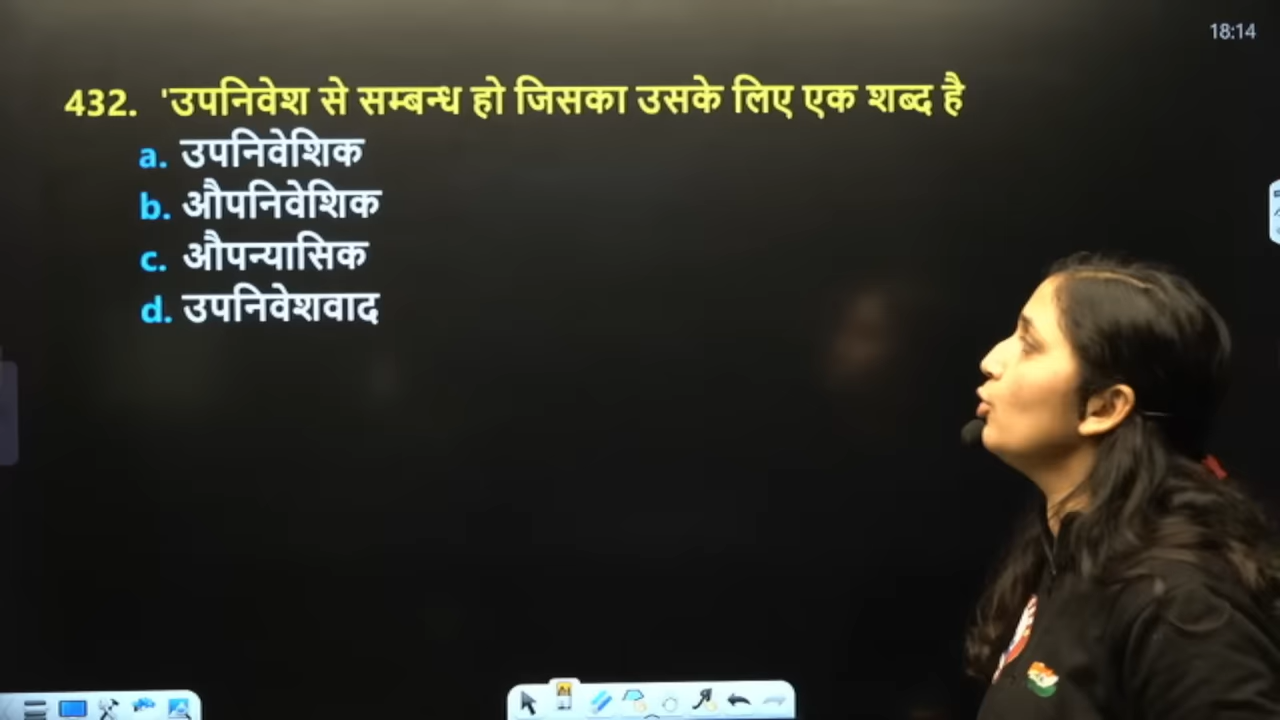 18:14
432. 'उपनिवेश से सम्बन्ध हो जिसका उसके लिए एक शब्द है
a. उपनिवेशिक
b. औपनिवेशिक
c. औपन्यासिक
d. उपनिवेशवाद